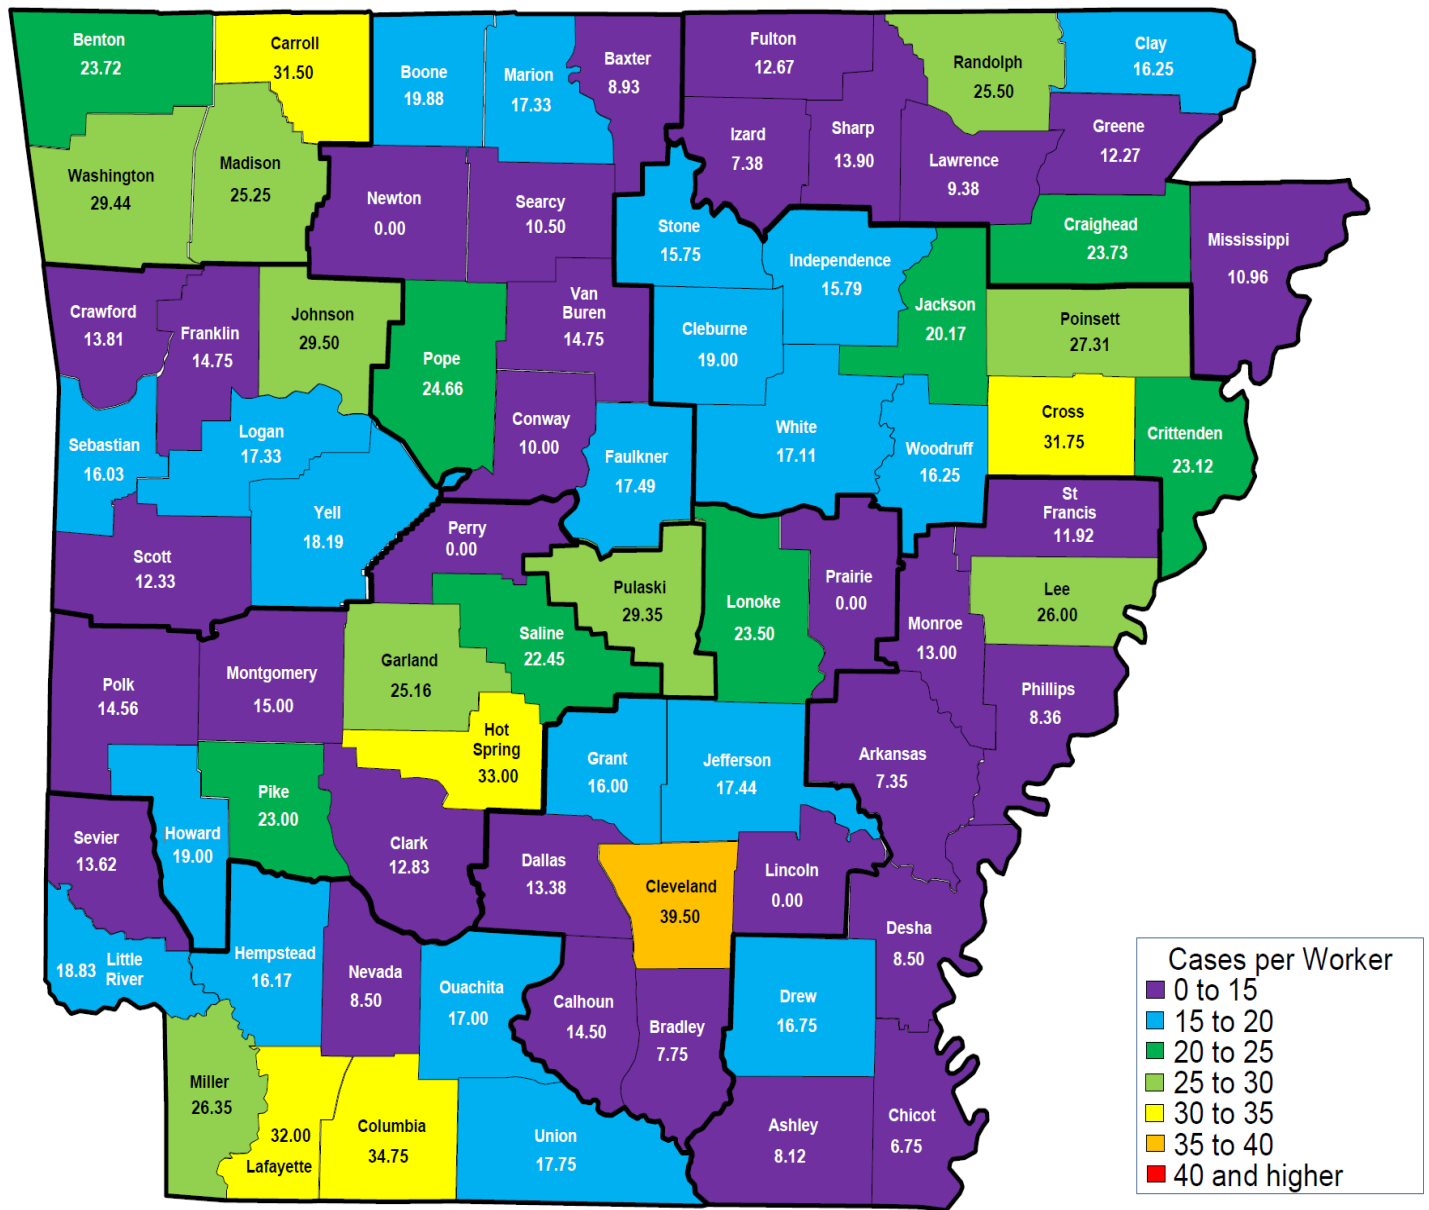 Benton
23.72
Carroll
31.50
Boone
19.88
Marion
17.33
Baxter
8.93
Fulton
12.67
Randolph
25.50
Clay
16.25
Washington
29.44
Madison
25.25
Newton
0.00
Searcy
10.50
Izard
7.38
Sharp
13.90
Lawrence
9.38
Greene
12.27
Stone
15.75
Independence
15.79
Craighead
23.73
Mississippi
10.96
Crawford
13.81
Franklin
14.75
Johnson
29.50
Pope
24.66
Van
Buren
14.75
Cleburne
19.00
Jackson
20.17
Poinsett
27.31
Sebastian
16.03
Logan
17.33
Conway
10.00
Faulkner
17.49
White
17.11
Woodruff
16.25
Cross
31.75
Crittenden
23.12
Scott
12.33
Yell
18.19
Perry
0.00
Pulaski
29.35
Lonoke
23.50
Prairie
0.00
St
Francis
11.92
Lee
26.00
Monroe
13.00
Polk
14.56
Montgomery
15.00
Garland
25.16
Saline
22.45
Phillips
8.36
Hot
Spring
33.00
Grant
16.00
Jefferson
17.44
Arkansas
7.35
Sevier
13.62
Howard
19.00
Pike
23.00
Clark
12.83
Dallas
13.38
Cleveland
39.50
Lincoln
0.00
Desha
8.50
18.83 Little
River
Hempstead
16.17
Nevada
8.50
Ouachita
17.00
Calhoun
14.50
Bradley
7.75
Drew
16.75
Miller
26.35
32.00
Lafayette
Columbia
34.75
Union
17.75
Ashley
8.12
Chicot
6.75
Cases per Worker
0 to 15
15 to 20
20 to 25
25 to 30
30 to 35
35 to 40
40 and higher